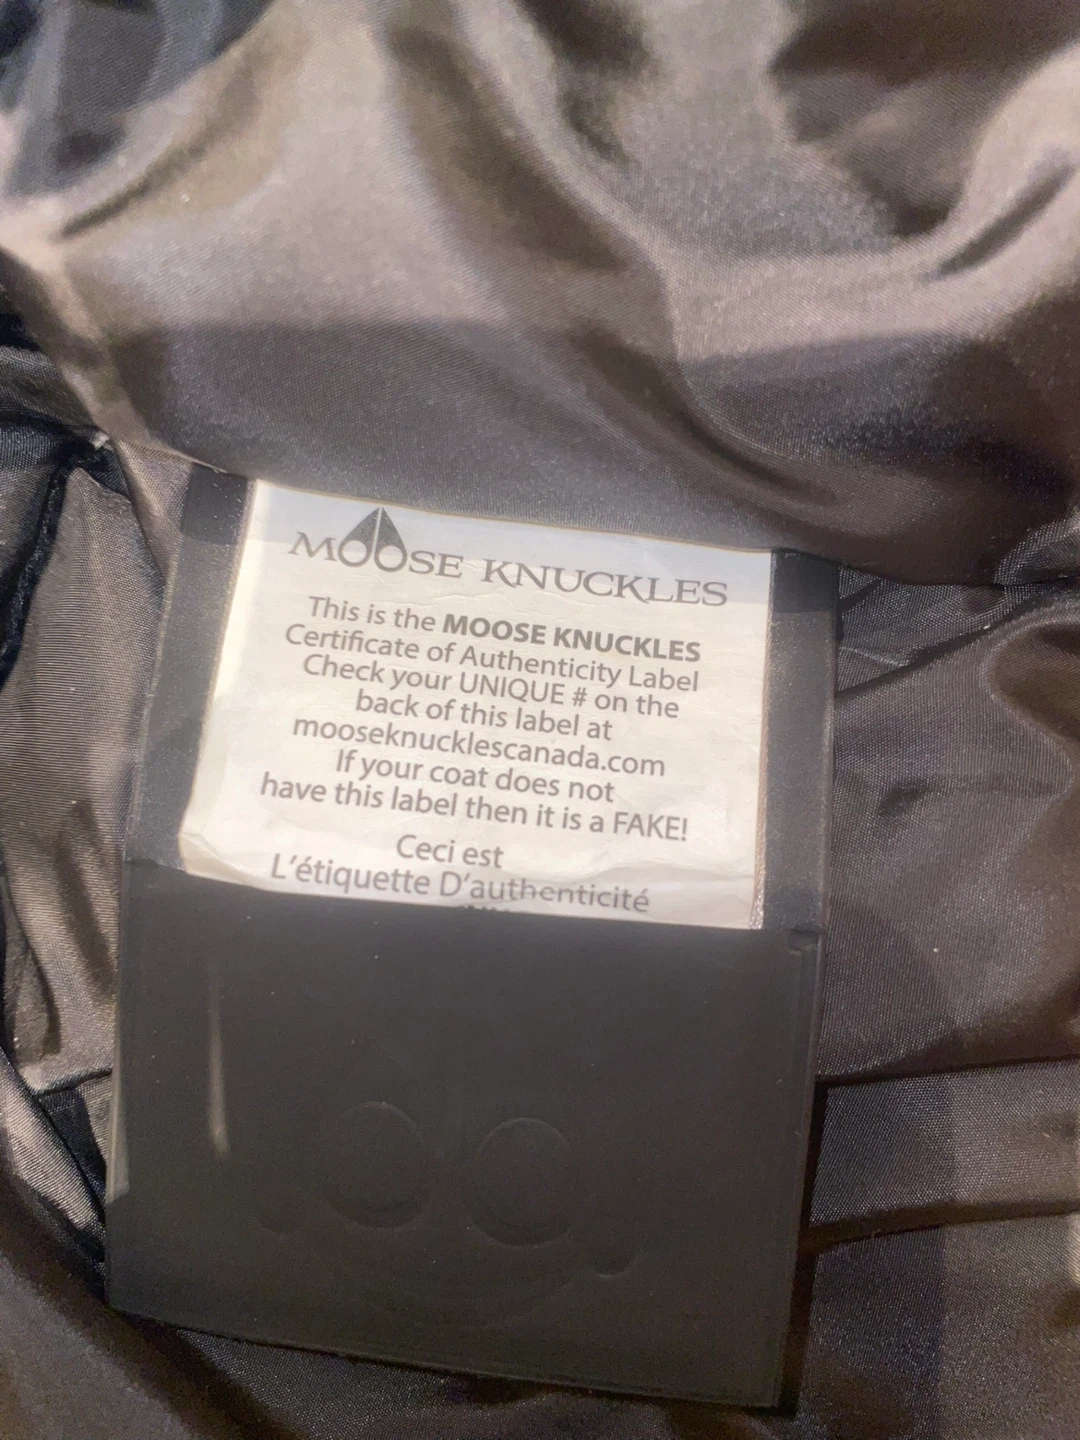 MOOSE KNUCKLES
This is the MOOSE KNUCKLES
Certificate of Authenticity Label
Check your UNIQUE # on the
back of this label at
mooseknucklescanada.com
If your coat does not
have this label then it is a FAKE!
Ceci est
L'étiquette D'authenticité